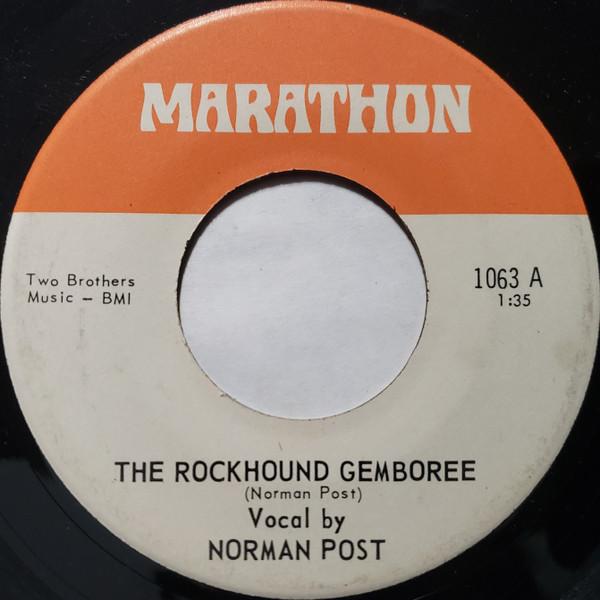 MARATHON
Two Brothers
Music – BMI
1063 A
1:35
THE ROCKHOUND GEMBOREE
(Norman Post)
Vocal by
NORMAN POST